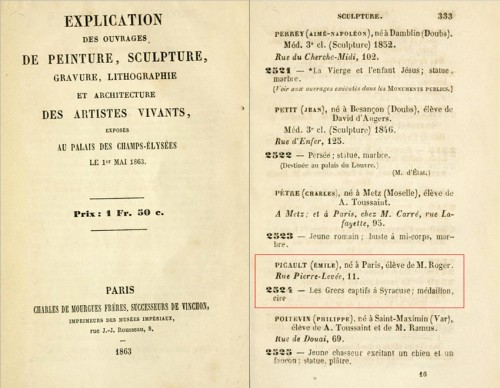 EXPLICATION
DES OUVRAGES
DE PEINTURE, SCULPTURE,
GRAVURE, LITHOGRAPHIE
ET ARCHITECTURE
DES ARTISTES VIVANTS,
EXPOSÉS
AU PALAIS DES CHAMPS-ÉLYSÉES
LE 1er MAI 1863.
Prix : 1 Fr. 50 c.
PARIS
CHARLES DE MOURGUES FRÈRES, SUCCESSEURS DE VINCHON,
IMPRIMEURS DES MUSÉES IMPÉRIAUX,
rue J.-J. Rousseau, 8,
1863
SCULPTURE. 333
PERREY (AIMÉ-NAPOLÉON), né à Damblin (Doubs).
Méd. 3e cl. (Sculpture) 1852.
Rue du Cherche-Midi, 102.
2521 — *La Vierge et l'enfant Jésus; statue,
marbre.
(Voir aux ouvrages exécutés dans les MONUMENTS PUBLICS.)
PETIT (JEAN), né à Besançon (Doubs), élève de
David d'Angers.
Méd. 3e cl. (Sculpture) 1846.
Rue d'Enfer, 125.
2522 — Persée; statue, marbre.
(Destinée au palais du Louvre.)
(M. d'État.)
PÊTRE (CHARLES), né à Metz (Moselle), élève de
A. Toussaint.
A Metz; et à Paris, chez M. Carré, rue La-
fayette, 95.
2523 — Jeune romain; buste à mi-corps, mar-
bre.
PICAULT (ÉMILE), né à Paris, élève de M. Roger.
Rue Pierre-Levée, 11.
2524 — Les Grecs captifs à Syracuse; médaillon,
cire
POITEVIN (PHILIPPE), né à Saint-Maximin (Var),
élève de A. Toussaint et de M. Ramus.
Rue de Douai, 69.
2525 — Jeune chasseur excitant un chien et un
faucon; statue, plâtre.
16